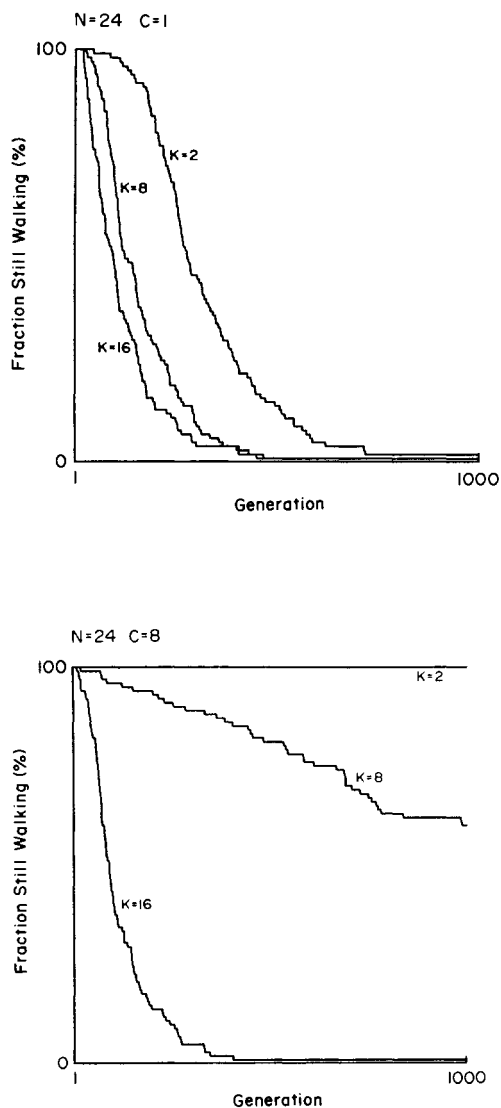 N=24 C=1
100
K=2
K=8
K=16
Fraction Still Walking (%)
0
1
1000
Generation
N=24 C=8
100
K=2
K=8
K=16
Fraction Still Walking (%)
0
1
1000
Generation